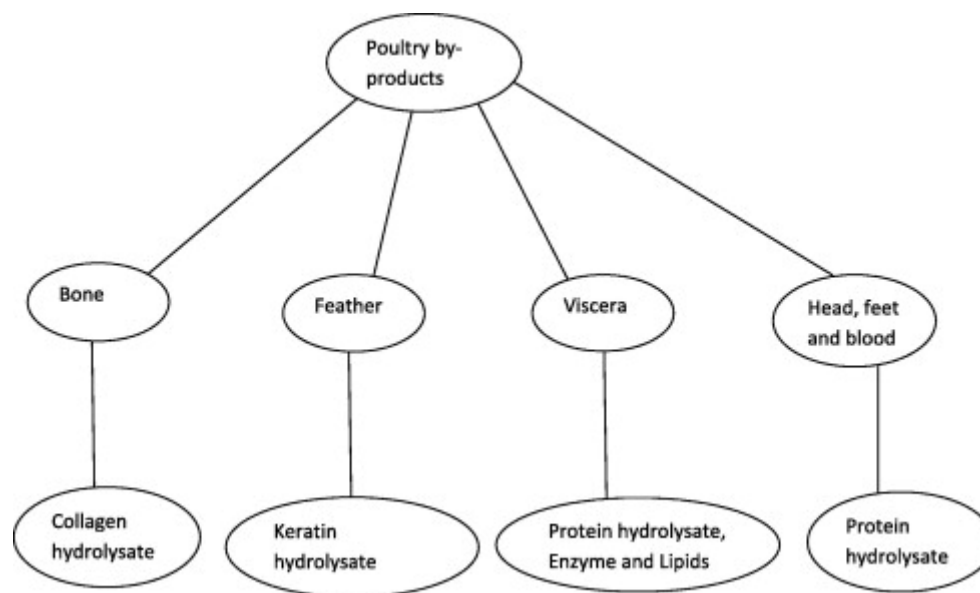 Poultry by-
products
Bone
Feather
Viscera
Head, feet
and blood
Collagen
hydrolysate
Keratin
hydrolysate
Protein hydrolysate,
Enzyme and Lipids
Protein
hydrolysate